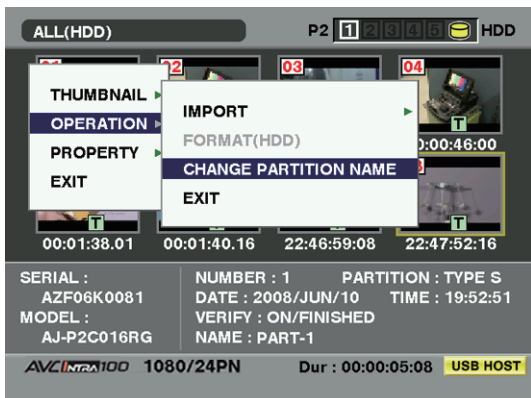 ALL(HDD)
P2 1 2 3 4 5 HDD
02 03 04
THUMBNAIL
OPERATION
PROPERTY
EXIT
IMPORT
FORMAT(HDD)
CHANGE PARTITION NAME
EXIT
T
:00:46:00
T T
00:01:38.01 00:01:40.16 22:46:59:08 22:47:52:16
SERIAL :
AZF06K0081
MODEL :
AJ-P2C016RG
NUMBER : 1 PARTITION : TYPE S
DATE : 2008/JUN/10 TIME : 19:52:51
VERIFY : ON/FINISHED
NAME : PART-1
AVC INTRA 100 1080/24PN Dur : 00:00:05:08 USB HOST